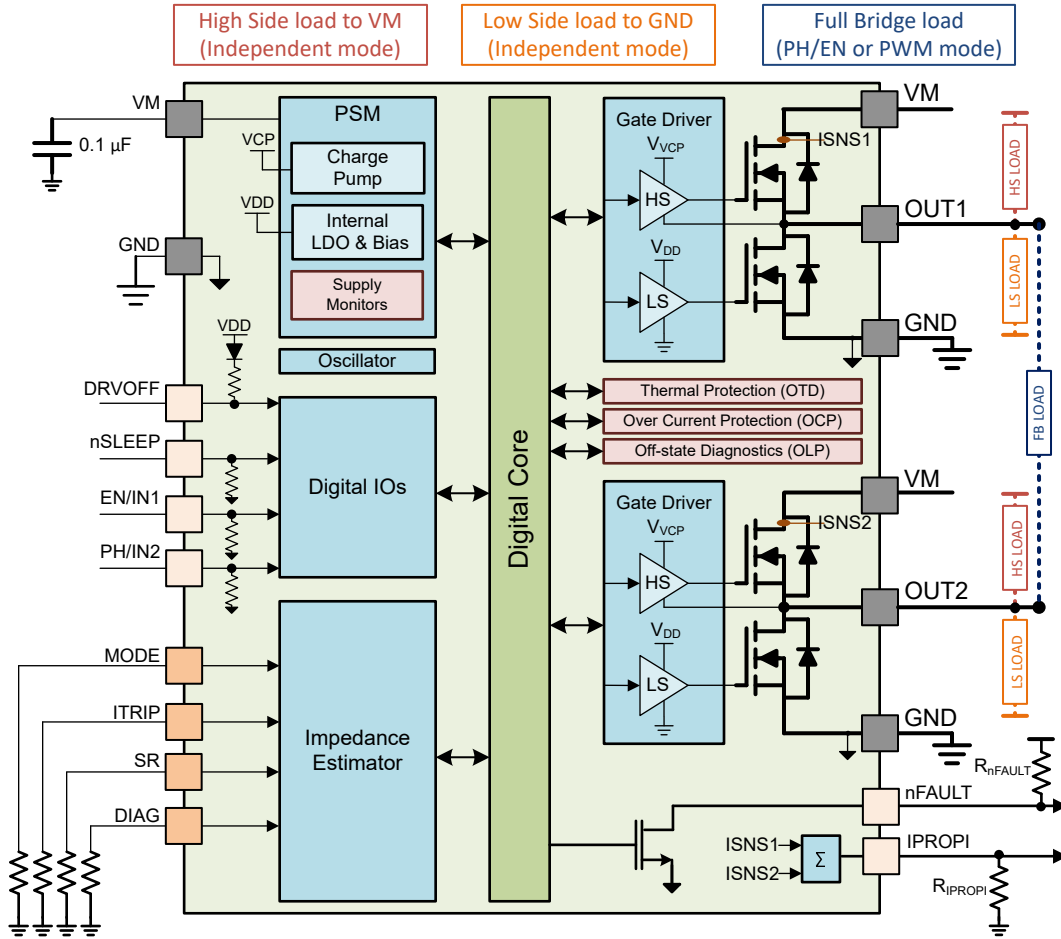 High Side load to VM
(Independent mode)
Low Side load to GND
(Independent mode)
Full Bridge load
(PH/EN or PWM mode)
VM
0.1 µF
GND
PSM
VCP
Charge
Pump
VDD
Internal
LDO & Bias
Supply
Monitors
Oscillator
VDD
DRVOFF
nSLEEP
EN/IN1
PH/IN2
Digital IOs
MODE
ITRIP
SR
DIAG
Impedance
Estimator
Digital Core
Gate Driver
VVCP
HS
VDD
LS
ISNS1
VM
OUT1
GND
HS LOAD
LS LOAD
FB LOAD
Thermal Protection (OTD)
Over Current Protection (OCP)
Off-state Diagnostics (OLP)
Gate Driver
VVCP
HS
VDD
LS
ISNS2
VM
OUT2
GND
HS LOAD
LS LOAD
RnFAULT
nFAULT
ISNS1
ISNS2
Σ
IPROPI
RIPROPI